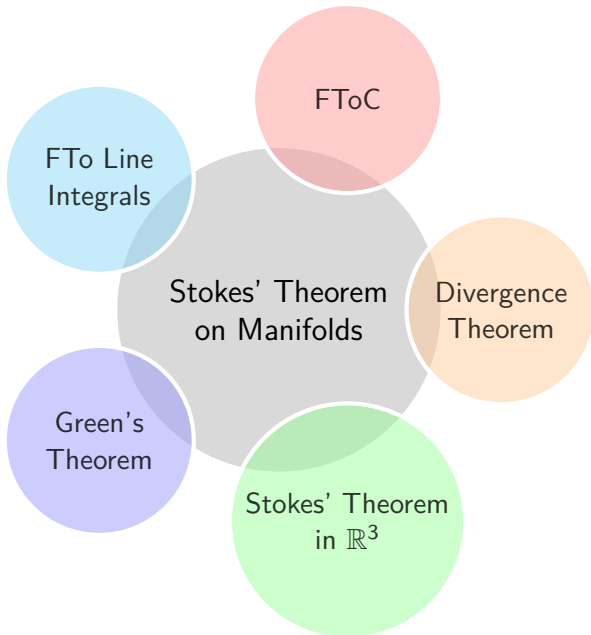 FToC
FTo Line
Integrals
Stokes' Theorem
on Manifolds
Divergence
Theorem
Green's
Theorem
Stokes' Theorem
in ℝ³